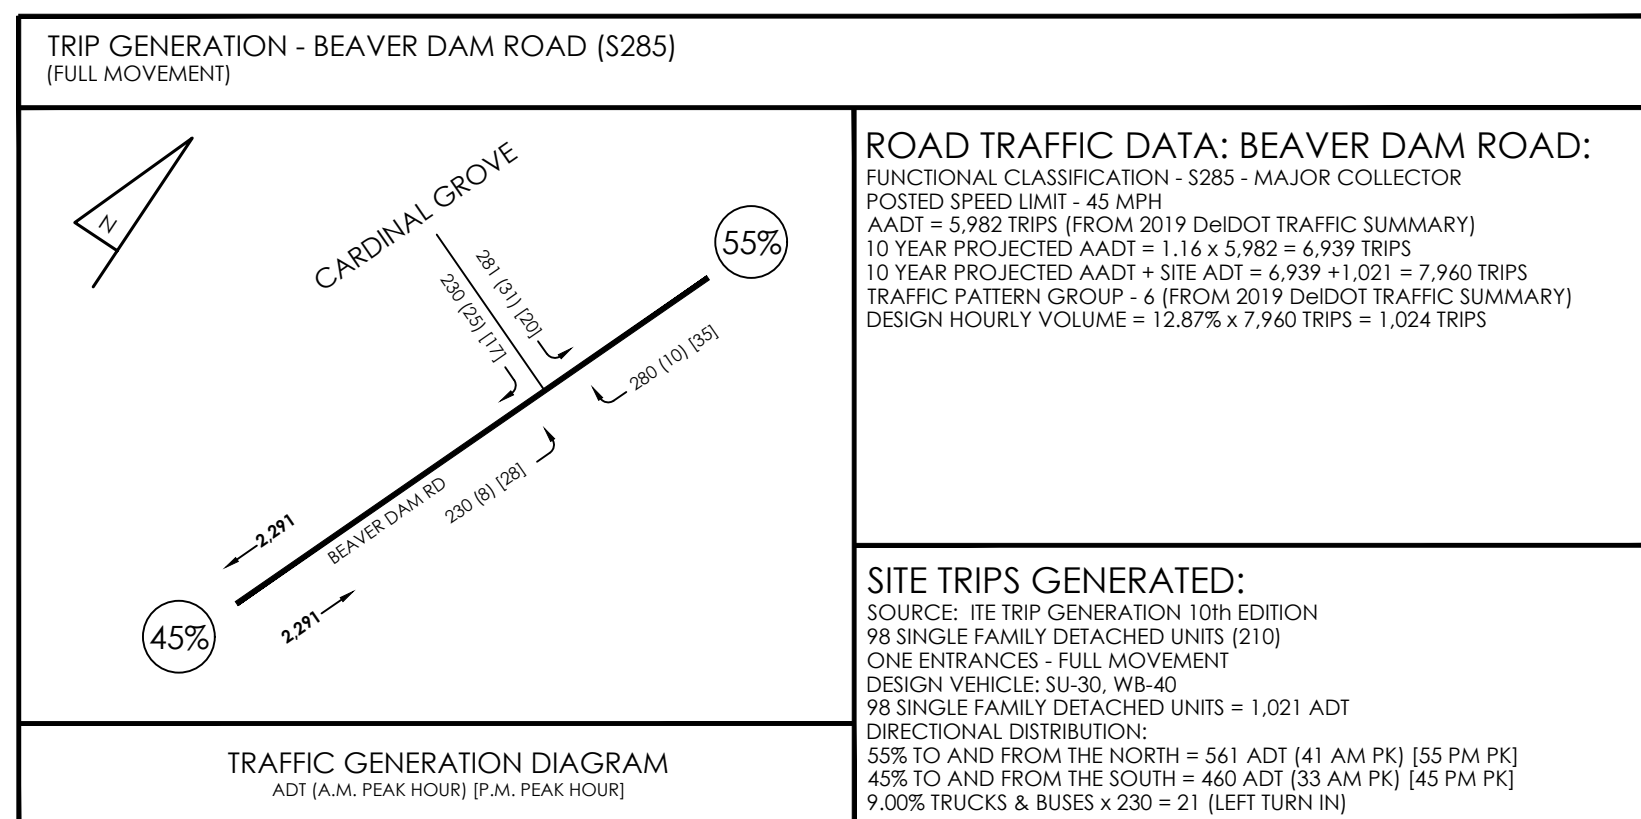 TRIP GENERATION - BEAVER DAM ROAD (S285)
(FULL MOVEMENT)
N
CARDINAL GROVE
55%
281 (31) [20]
230 (25) [17]
280 (10) [35]
230 (8) [28]
BEAVER DAM RD
2,291
2,291
45%
TRAFFIC GENERATION DIAGRAM
ADT (A.M. PEAK HOUR) [P.M. PEAK HOUR]
ROAD TRAFFIC DATA: BEAVER DAM ROAD:
FUNCTIONAL CLASSIFICATION - S285 - MAJOR COLLECTOR
POSTED SPEED LIMIT - 45 MPH
AADT = 5,982 TRIPS (FROM 2019 DelDOT TRAFFIC SUMMARY)
10 YEAR PROJECTED AADT = 1.16 x 5,982 = 6,939 TRIPS
10 YEAR PROJECTED AADT + SITE ADT = 6,939 +1,021 = 7,960 TRIPS
TRAFFIC PATTERN GROUP - 6 (FROM 2019 DelDOT TRAFFIC SUMMARY)
DESIGN HOURLY VOLUME = 12.87% x 7,960 TRIPS = 1,024 TRIPS
SITE TRIPS GENERATED:
SOURCE: ITE TRIP GENERATION 10th EDITION
98 SINGLE FAMILY DETACHED UNITS (210)
ONE ENTRANCES - FULL MOVEMENT
DESIGN VEHICLE: SU-30, WB-40
98 SINGLE FAMILY DETACHED UNITS = 1,021 ADT
DIRECTIONAL DISTRIBUTION:
55% TO AND FROM THE NORTH = 561 ADT (41 AM PK) [55 PM PK]
45% TO AND FROM THE SOUTH = 460 ADT (33 AM PK) [45 PM PK]
9.00% TRUCKS & BUSES x 230 = 21 (LEFT TURN IN)